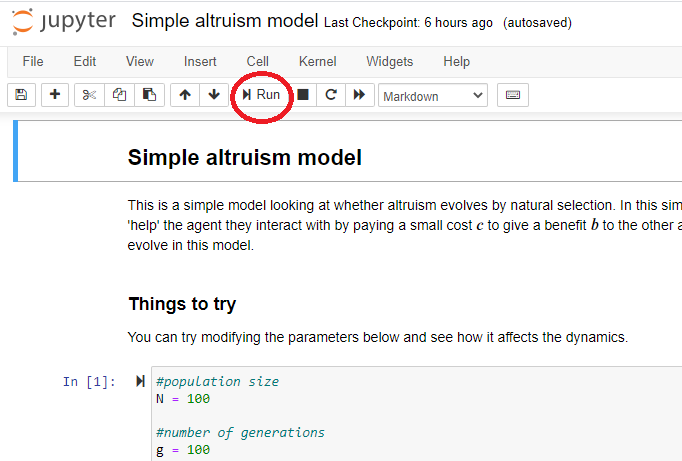 jupyter Simple altruism model Last Checkpoint: 6 hours ago (autosaved)
File Edit View Insert Cell Kernel Widgets Help
Run Markdown
Simple altruism model
This is a simple model looking at whether altruism evolves by natural selection. In this sim
'help' the agent they interact with by paying a small cost c to give a benefit b to the other a
evolve in this model.
Things to try
You can try modifying the parameters below and see how it affects the dynamics.
In [1]: #population size
N = 100
#number of generations
g = 100